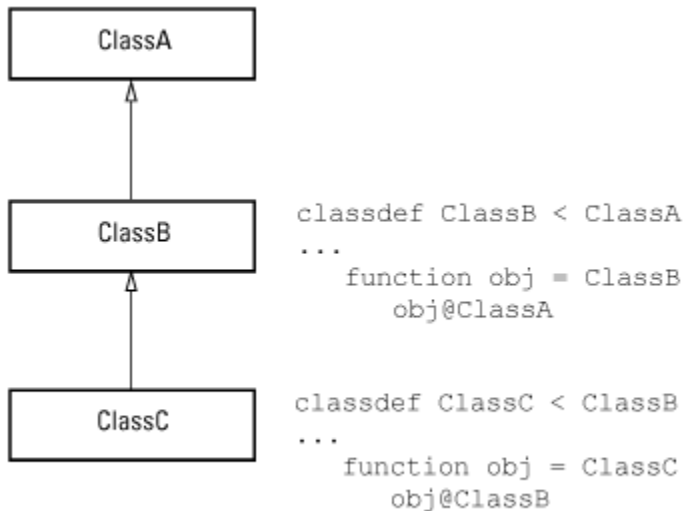 ClassA
ClassB
classdef ClassB < ClassA
...
function obj = ClassB
obj@ClassA
ClassC
classdef ClassC < ClassB
...
function obj = ClassC
obj@ClassB